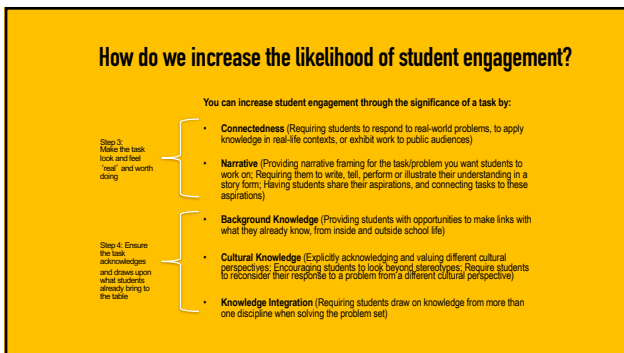 How do we increase the likelihood of student engagement?
You can increase student engagement through the significance of a task by:
Step 3:
Make the task
look and feel
‘real’ and worth
doing
• Connectedness (Requiring students to respond to real-world problems, to apply
knowledge in real-life contexts, or exhibit work to public audiences)
• Narrative (Providing narrative framing for the task/problem you want students to
work on; Requiring them to write, tell, perform or illustrate their understanding in a
story form; Having students share their aspirations, and connecting tasks to these
aspirations)
Step 4: Ensure
the task
acknowledges
and draws upon
what students
already bring to
the table
• Background Knowledge (Providing students with opportunities to make links with
what they already know, from inside and outside school life)
• Cultural Knowledge (Explicitly acknowledging and valuing different cultural
perspectives; Encouraging students to look beyond stereotypes; Require students
to reconsider their response to a problem from a different cultural perspective)
• Knowledge Integration (Requiring students draw on knowledge from more than
one discipline when solving the problem set)